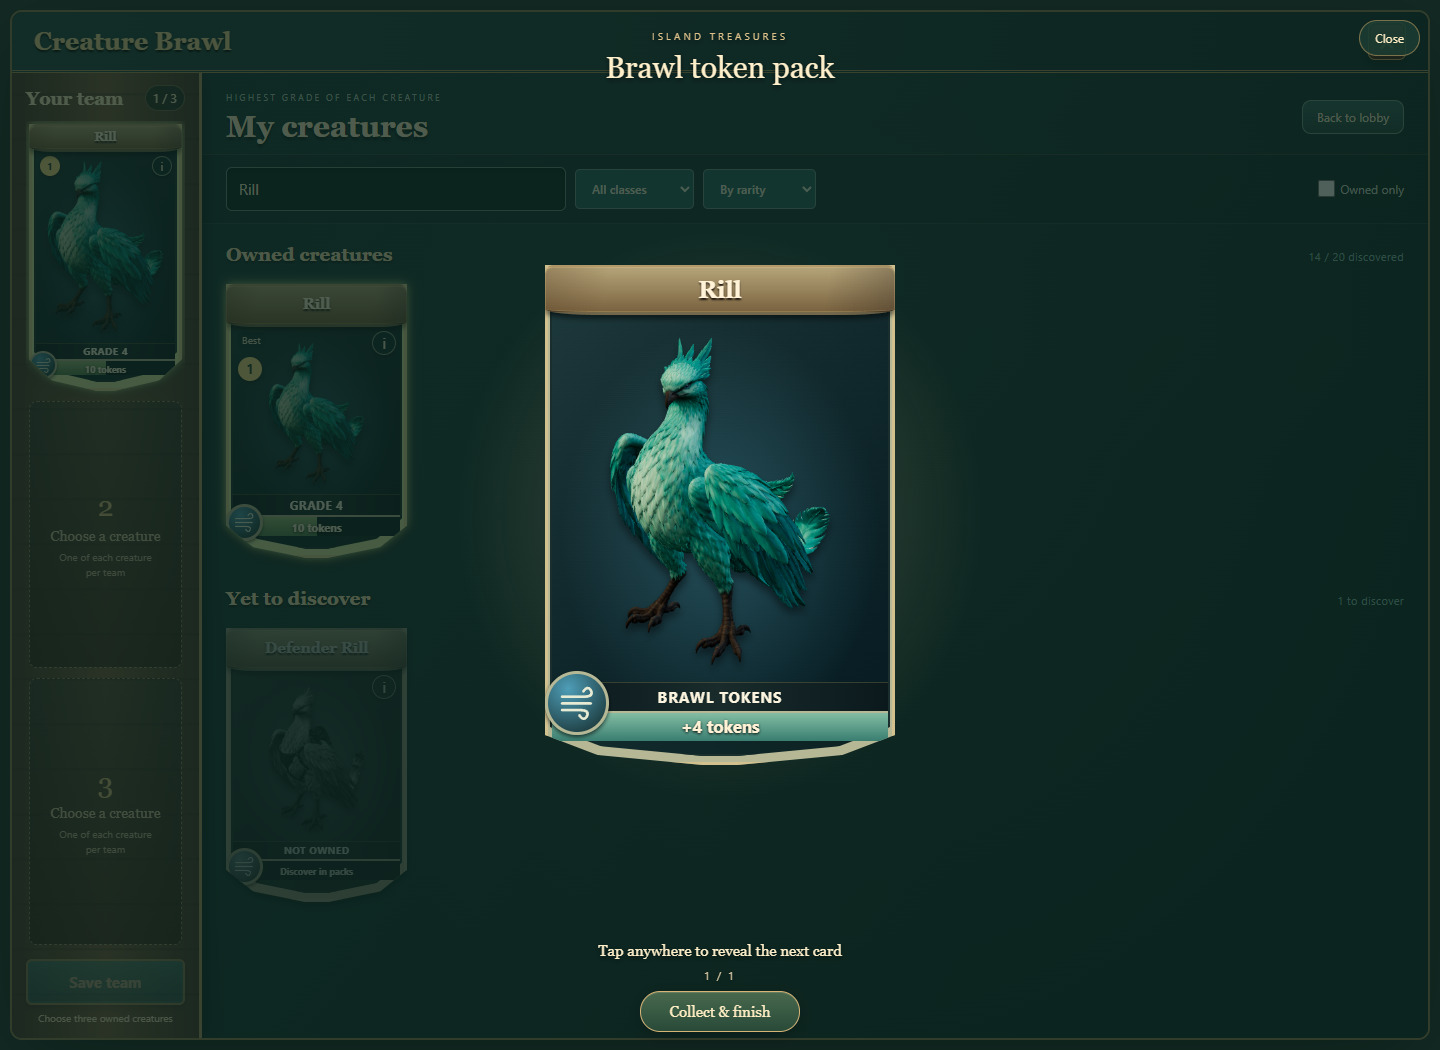 Creature Brawl
ISLAND TREASURES
Brawl token pack
Close
Your team
1 / 3
Rill
1
i
GRADE 4
10 tokens
2
Choose a creature
One of each creature
per team
3
Choose a creature
One of each creature
per team
Save team
Choose three owned creatures
HIGHEST GRADE OF EACH CREATURE
My creatures
Back to lobby
Rill
All classes
By rarity
Owned only
Owned creatures
14 / 20 discovered
Rill
Best
i
1
GRADE 4
10 tokens
Yet to discover
1 to discover
Defender Rill
i
NOT OWNED
Discover in packs
Rill
BRAWL TOKENS
+4 tokens
Tap anywhere to reveal the next card
1 / 1
Collect & finish